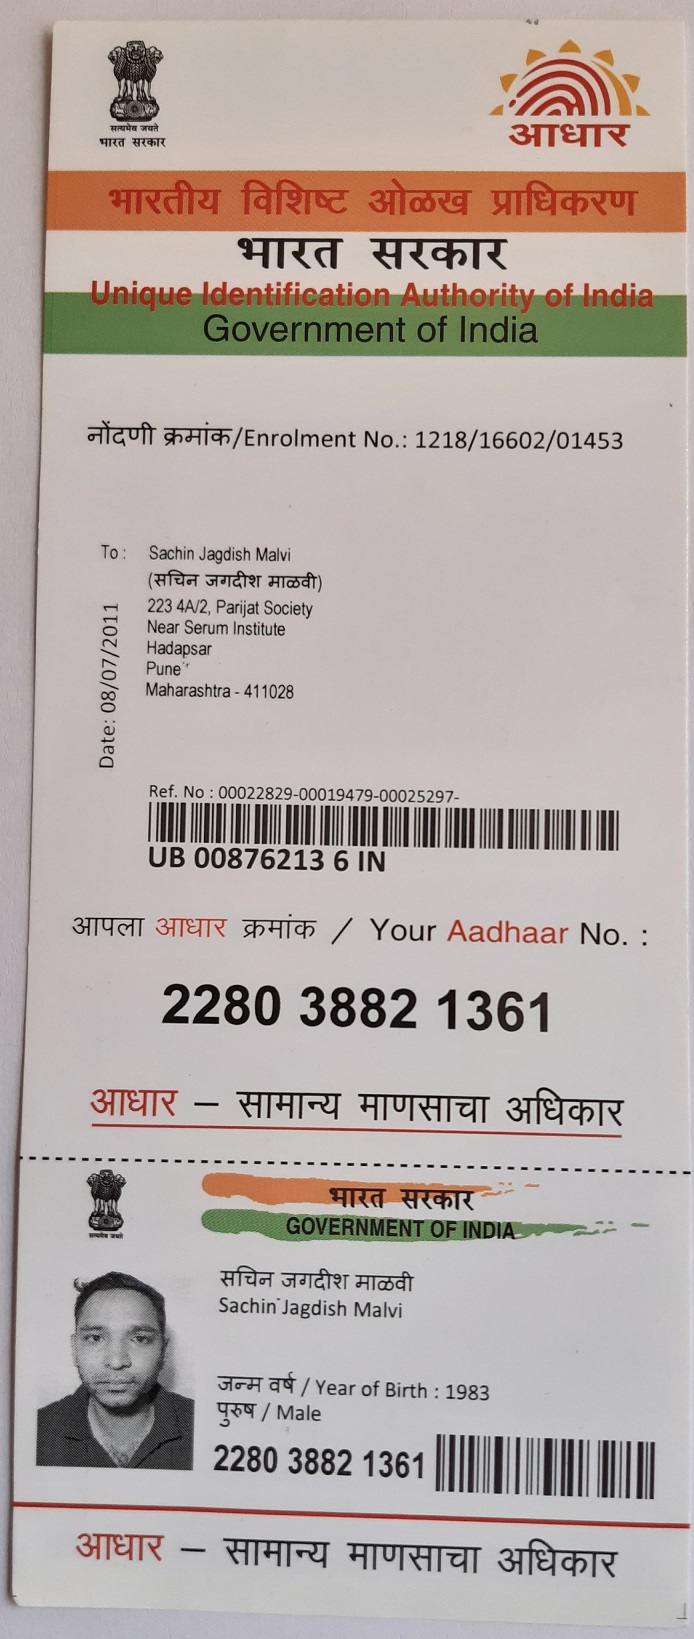 सत्यमेव जयते
भारत सरकार
आधार
भारतीय विशिष्ट ओळख प्राधिकरण
भारत सरकार
Unique Identification Authority of India
Government of India
नोंदणी क्रमांक/Enrolment No.: 1218/16602/01453
To : Sachin Jagdish Malvi
(सचिन जगदीश माळवी)
223 4A/2, Parijat Society
Near Serum Institute
Hadapsar
Pune
Maharashtra - 411028
Date: 08/07/2011
Ref. No : 00022829-00019479-00025297-
UB 00876213 6 IN
आपला आधार क्रमांक / Your Aadhaar No. :
2280 3882 1361
आधार – सामान्य माणसाचा अधिकार
सत्यमेव जयते
भारत सरकार
GOVERNMENT OF INDIA
सचिन जगदीश माळवी
Sachin Jagdish Malvi
जन्म वर्ष / Year of Birth : 1983
पुरुष / Male
2280 3882 1361
आधार – सामान्य माणसाचा अधिकार